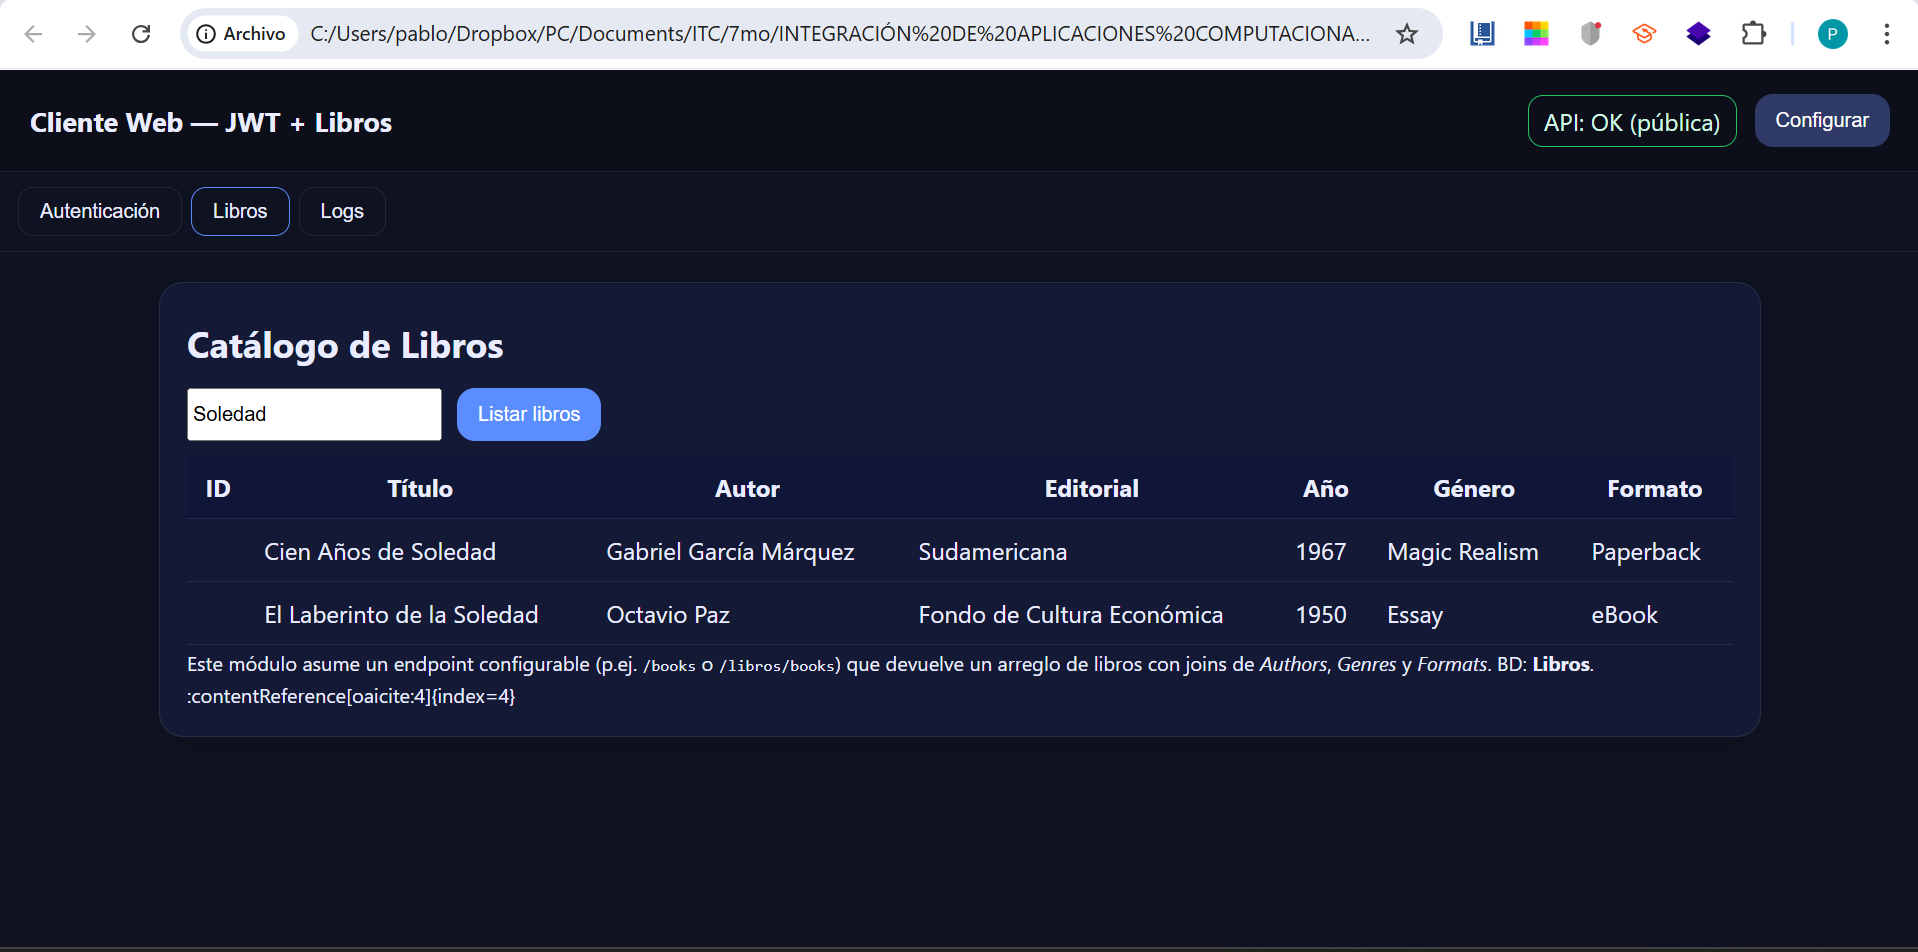 Archivo C:/Users/pablo/Dropbox/PC/Documents/ITC/7mo/INTEGRACIÓN%20DE%20APLICACIONES%20COMPUTACIONA... P
Cliente Web — JWT + Libros API: OK (pública) Configurar
Autenticación Libros Logs
Catálogo de Libros
Soledad Listar libros
ID Título Autor Editorial Año Género Formato
Cien Años de Soledad Gabriel García Márquez Sudamericana 1967 Magic Realism Paperback
El Laberinto de la Soledad Octavio Paz Fondo de Cultura Económica 1950 Essay eBook
Este módulo asume un endpoint configurable (p.ej. /books o /libros/books) que devuelve un arreglo de libros con joins de Authors, Genres y Formats. BD: Libros.
:contentReference[oaicite:4]{index=4}